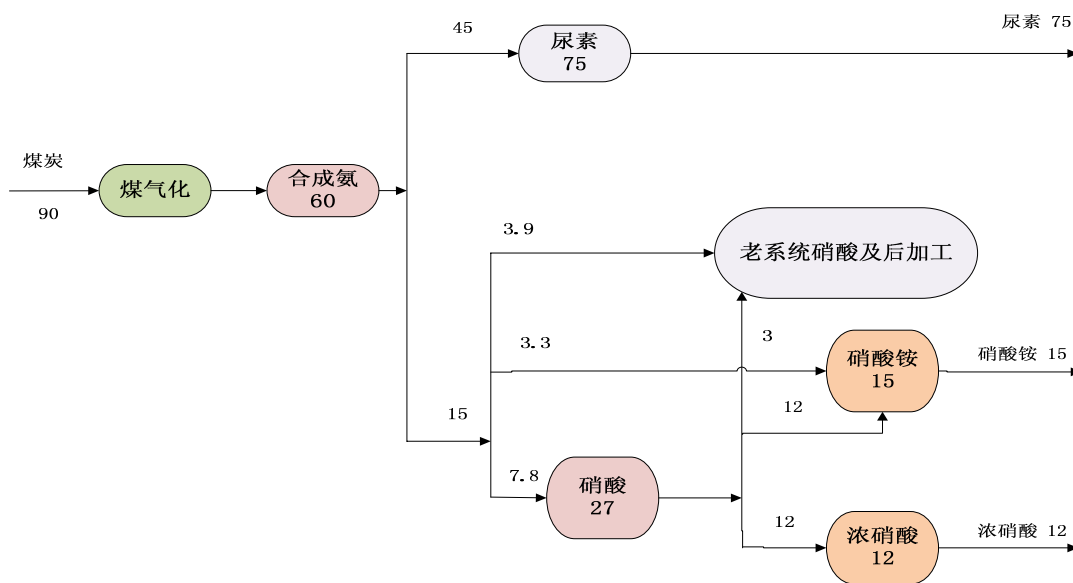 45
尿素
75
尿素 75
煤炭
90
煤气化
合成氨
60
3.9
老系统硝酸及后加工
3
3.3
硝酸铵
15
硝酸铵 15
15
12
7.8
硝酸
27
12
浓硝酸
12
浓硝酸 12